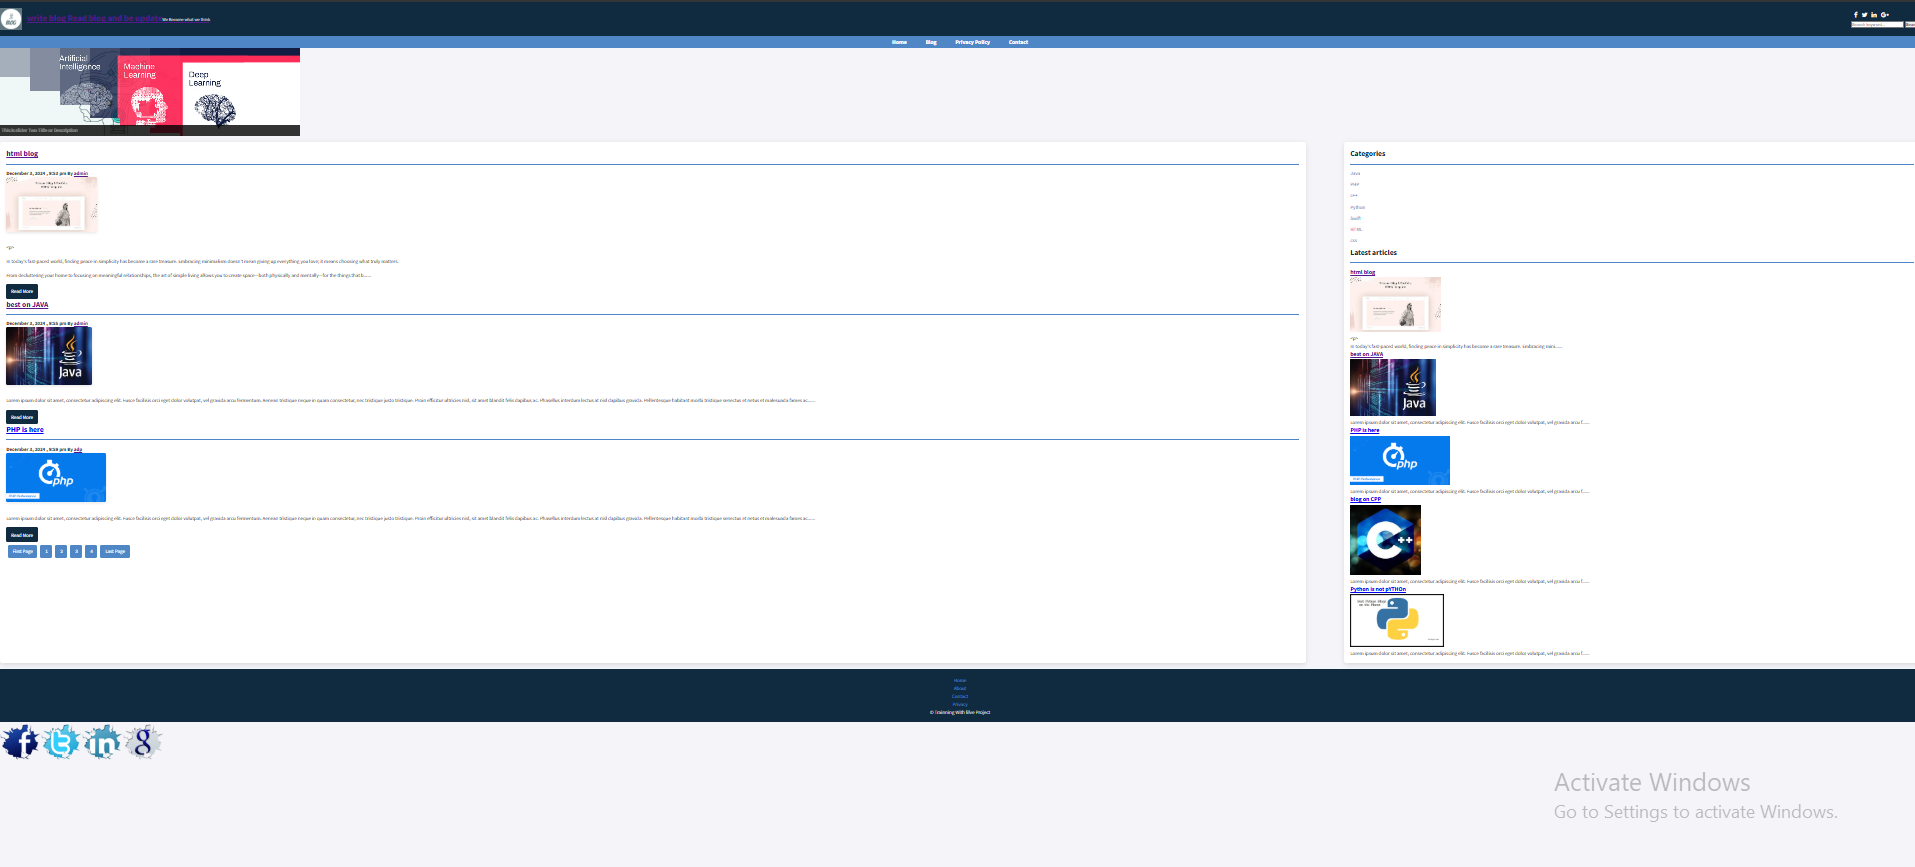 write blog Read blog and be update We Become what we think
Home Blog Privacy Policy Contact
Artificial Intelligence
Machine Learning
Deep Learning
This is slider Two Title or Description
html blog
December 3, 2024 , 9:53 pm By admin
<p>
In today's fast-paced world, finding peace in simplicity has become a rare treasure. Embracing minimalism doesn't mean giving up everything you love; it means choosing what truly matters.
From decluttering your home to focusing on meaningful relationships, the art of simple living allows you to create space—both physically and mentally—for the things that b......
Read More
best on JAVA
December 3, 2024 , 9:55 pm By admin
Java
Lorem ipsum dolor sit amet, consectetur adipiscing elit. Fusce facilisis orci eget dolor volutpat, vel gravida arcu fermentum. Aenean tristique neque in quam consectetur, nec tristique justo tristique. Proin efficitur ultricies nisl, sit amet blandit felis dapibus ac. Phasellus interdum lectus at nisl dapibus gravida. Pellentesque habitant morbi tristique senectus et netus et malesuada fames ac......
Read More
PHP is here
December 3, 2024 , 9:59 pm By
php
Lorem ipsum dolor sit amet, consectetur adipiscing elit. Fusce facilisis orci eget dolor volutpat, vel gravida arcu fermentum. Aenean tristique neque in quam consectetur, nec tristique justo tristique. Proin efficitur ultricies nisl, sit amet blandit felis dapibus ac. Phasellus interdum lectus at nisl dapibus gravida. Pellentesque habitant morbi tristique senectus et netus et malesuada fames ac......
Read More
First Page 1 2 3 4 Last Page
Categories
Java
PHP
C++
Python
Swift
HTML
css
Latest articles
html blog
<p>
In today's fast-paced world, finding peace in simplicity has become a rare treasure. Embracing mini......
best on JAVA
Java
Lorem ipsum dolor sit amet, consectetur adipiscing elit. Fusce facilisis orci eget dolor volutpat, vel gravida arcu f......
PHP is here
php
Lorem ipsum dolor sit amet, consectetur adipiscing elit. Fusce facilisis orci eget dolor volutpat, vel gravida arcu f......
blog on CPP
C++
Lorem ipsum dolor sit amet, consectetur adipiscing elit. Fusce facilisis orci eget dolor volutpat, vel gravida arcu f......
Python is not pYTHOn
Lorem ipsum dolor sit amet, consectetur adipiscing elit. Fusce facilisis orci eget dolor volutpat, vel gravida arcu f......
Home
About
Contact
Privacy
© Trainning With live Project
Activate Windows
Go to Settings to activate Windows.